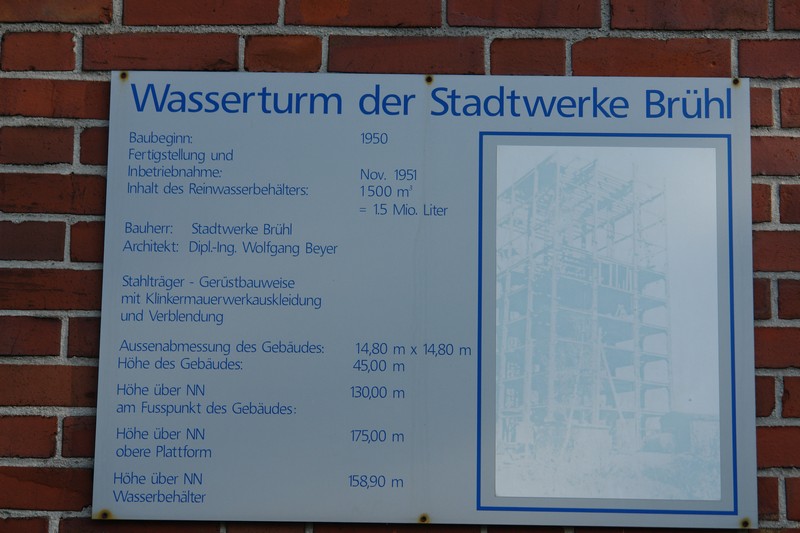 Wasserturm der Stadtwerke Brühl
Baubeginn: 1950
Fertigstellung und
Inbetriebnahme: Nov. 1951
Inhalt des Reinwasserbehälters: 1500 m³
= 1.5 Mio. Liter
Bauherr: Stadtwerke Brühl
Architekt: Dipl.-Ing. Wolfgang Beyer
Stahlträger - Gerüstbauweise
mit Klinkermauerwerkauskleidung
und Verblendung
Aussenabmessung des Gebäudes: 14,80 m x 14,80 m
Höhe des Gebäudes: 45,00 m
Höhe über NN 130,00 m
am Fusspunkt des Gebäudes:
Höhe über NN 175,00 m
obere Plattform
Höhe über NN 158,90 m
Wasserbehälter